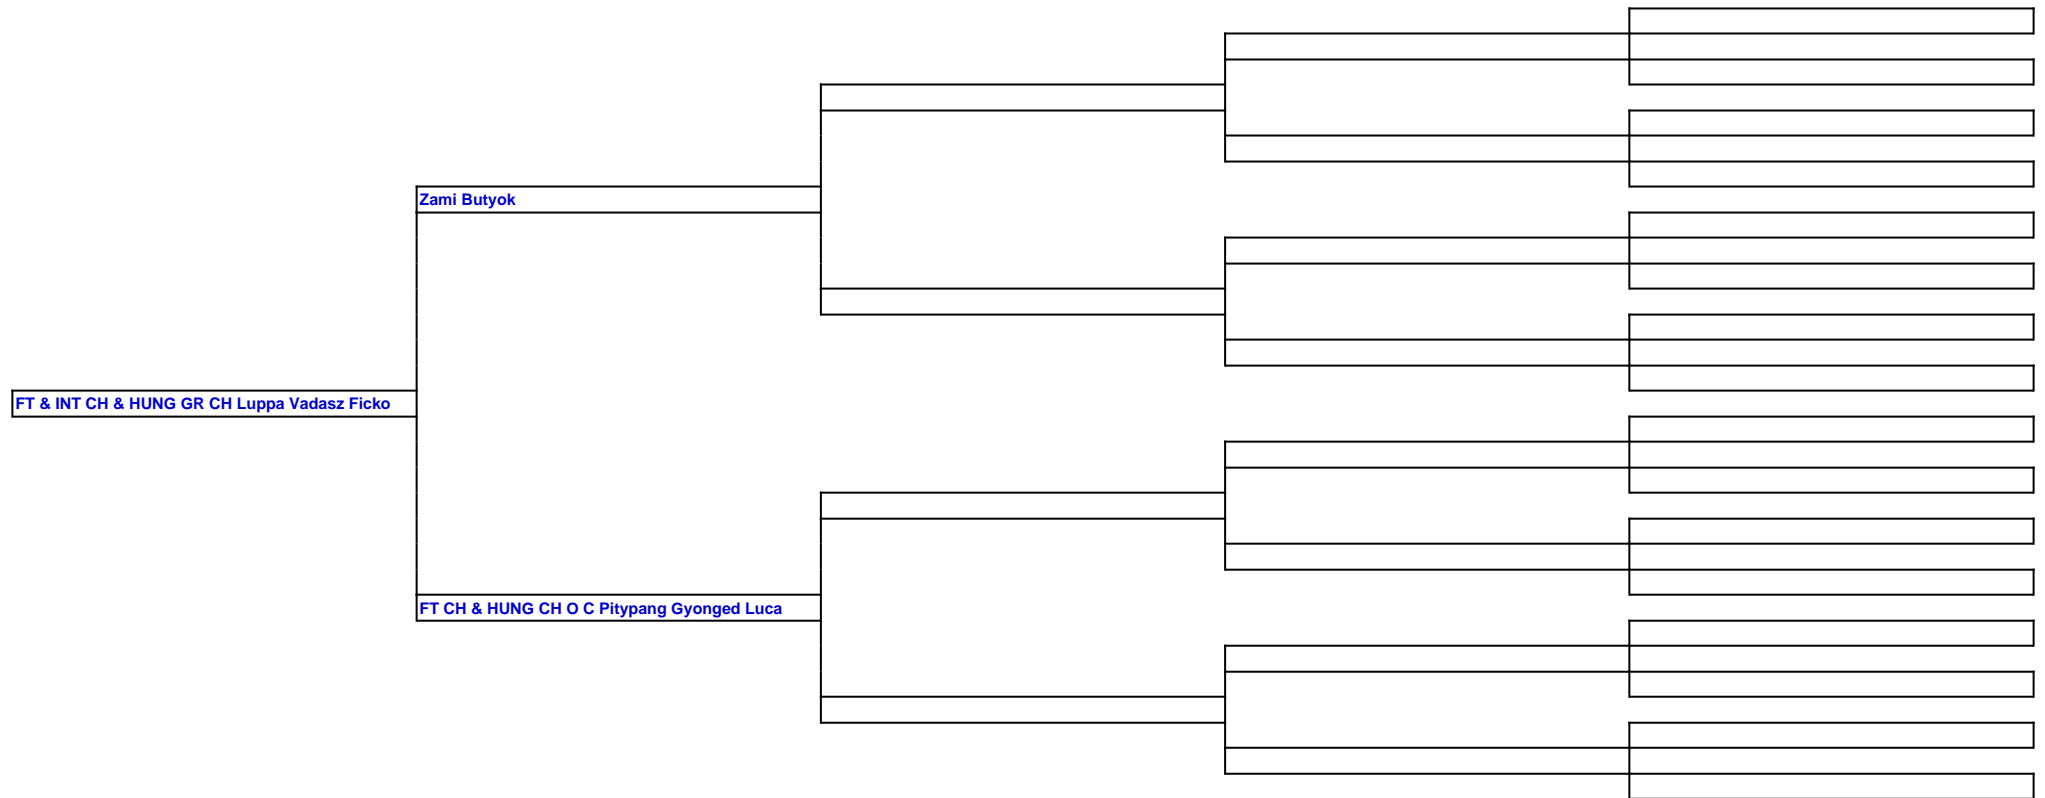 Zami Butyok
FT & INT CH & HUNG GR CH Luppa Vadasz Ficko
FT CH & HUNG CH O C Pitypang Gyonged Luca